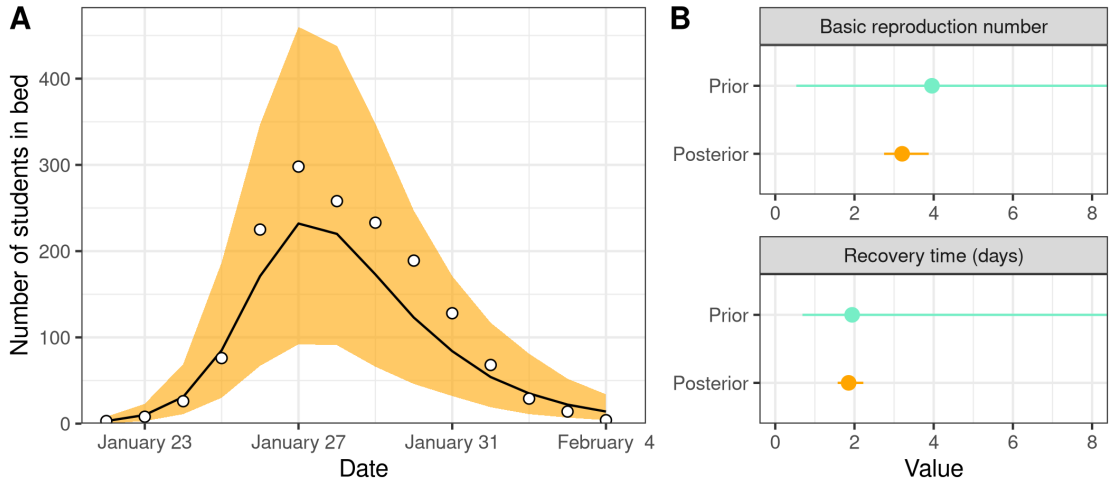 A
Number of students in bed
400
300
200
100
0
January 23 January 27 January 31 February 4
Date
B
Basic reproduction number
Prior
Posterior
0 2 4 6 8
Recovery time (days)
Prior
Posterior
0 2 4 6 8
Value